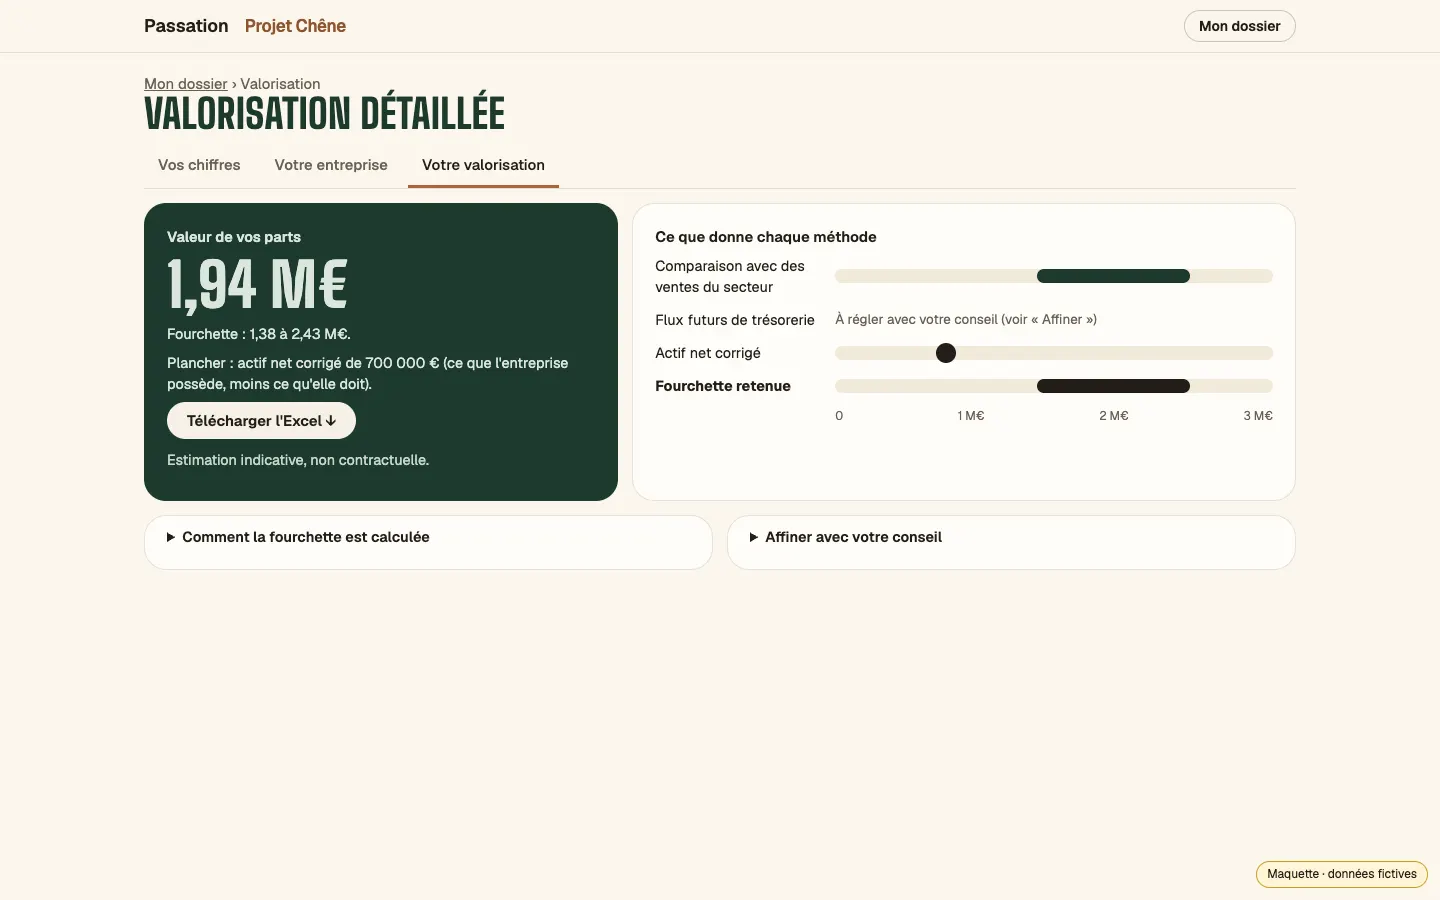 Passation Projet Chêne Mon dossier
Mon dossier › Valorisation
VALORISATION DÉTAILLÉE
Vos chiffres Votre entreprise Votre valorisation
Valeur de vos parts
1,94 M€
Fourchette : 1,38 à 2,43 M€.
Plancher : actif net corrigé de 700 000 € (ce que l'entreprise
possède, moins ce qu'elle doit).
Télécharger l'Excel ↓
Estimation indicative, non contractuelle.
Ce que donne chaque méthode
Comparaison avec des
ventes du secteur
Flux futurs de trésorerie À régler avec votre conseil (voir « Affiner »)
Actif net corrigé
Fourchette retenue
0 1 M€ 2 M€ 3 M€
Comment la fourchette est calculée
Affiner avec votre conseil
Maquette · données fictives